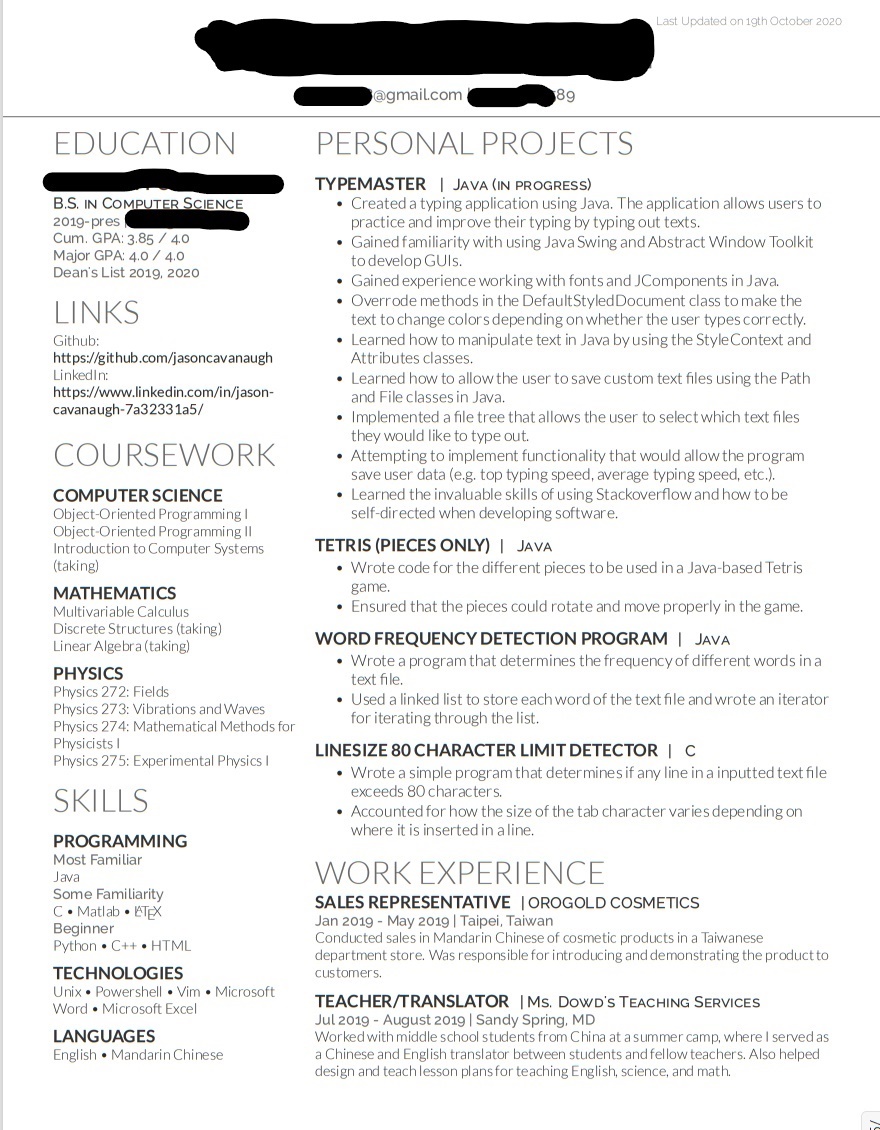 Last Updated on 19th October 2020
@gmail.com |
89
EDUCATION
B.S. IN COMPUTER SCIENCE
2019-pres
Cum. GPA: 3.85 / 4.0
Major GPA: 4.0 / 4.0
Dean's List 2019, 2020
LINKS
Github:
https://github.com/jasoncavanaugh
LinkedIn:
https://www.linkedin.com/in/jason-
cavanaugh-7a32331a5/
COURSEWORK
COMPUTER SCIENCE
Object-Oriented Programming I
Object-Oriented Programming II
Introduction to Computer Systems
(taking)
MATHEMATICS
Multivariable Calculus
Discrete Structures (taking)
Linear Algebra (taking)
PHYSICS
Physics 272: Fields
Physics 273: Vibrations and Waves
Physics 274: Mathematical Methods for
Physicists I
Physics 275: Experimental Physics I
SKILLS
PROGRAMMING
Most Familiar
Java
Some Familiarity
C • Matlab • LATEX
Beginner
Python • C++ • HTML
TECHNOLOGIES
Unix • Powershell • Vim • Microsoft
Word • Microsoft Excel
LANGUAGES
English • Mandarin Chinese
PERSONAL PROJECTS
TYPEMASTER | JAVA (IN PROGRESS)
• Created a typing application using Java. The application allows users to
practice and improve their typing by typing out texts.
• Gained familiarity with using Java Swing and Abstract Window Toolkit
to develop GUIs.
• Gained experience working with fonts and JComponents in Java.
• Overrode methods in the DefaultStyledDocument class to make the
text to change colors depending on whether the user types correctly.
• Learned how to manipulate text in Java by using the StyleContext and
Attributes classes.
• Learned how to allow the user to save custom text files using the Path
and File classes in Java.
• Implemented a file tree that allows the user to select which text files
they would like to type out.
• Attempting to implement functionality that would allow the program
save user data (e.g. top typing speed, average typing speed, etc.).
• Learned the invaluable skills of using Stackoverflow and how to be
self-directed when developing software.
TETRIS (PIECES ONLY) | JAVA
• Wrote code for the different pieces to be used in a Java-based Tetris
game.
• Ensured that the pieces could rotate and move properly in the game.
WORD FREQUENCY DETECTION PROGRAM | JAVA
• Wrote a program that determines the frequency of different words in a
text file.
• Used a linked list to store each word of the text file and wrote an iterator
for iterating through the list.
LINESIZE 80 CHARACTER LIMIT DETECTOR | C
• Wrote a simple program that determines if any line in a inputted text file
exceeds 80 characters.
• Accounted for how the size of the tab character varies depending on
where it is inserted in a line.
WORK EXPERIENCE
SALES REPRESENTATIVE | OROGOLD COSMETICS
Jan 2019 - May 2019 | Taipei, Taiwan
Conducted sales in Mandarin Chinese of cosmetic products in a Taiwanese
department store. Was responsible for introducing and demonstrating the product to
customers.
TEACHER/TRANSLATOR | MS. DOWD'S TEACHING SERVICES
Jul 2019 - August 2019 | Sandy Spring, MD
Worked with middle school students from China at a summer camp, where I served as
a Chinese and English translator between students and fellow teachers. Also helped
design and teach lesson plans for teaching English, science, and math.